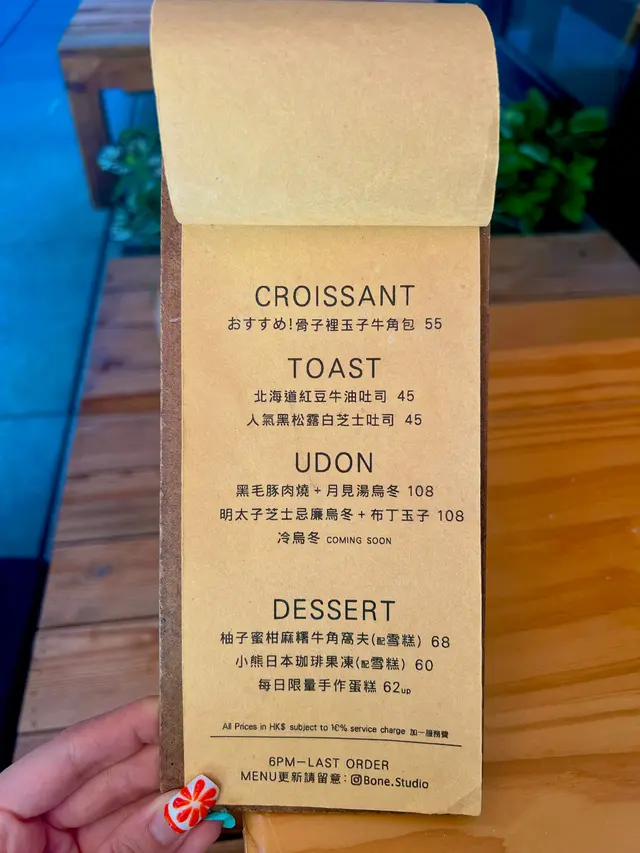 CROISSANT
おすすめ!骨子裡玉子牛角包 55
TOAST
北海道紅豆牛油吐司 45
人氣黑松露白芝士吐司 45
UDON
黑毛豚肉燒+月見湯烏冬 108
明太子芝士忌廉烏冬+布丁玉子 108
冷烏冬 COMING SOON
DESSERT
柚子蜜柑麻糬牛角窩夫(配雪糕) 68
小熊日本珈琲果凍(配雪糕) 60
每日限量手作蛋糕 62up
All Prices in HK$ subject to 10% service charge 加一服務費
6PM—LAST ORDER
MENU更新請留意：Bone.Studio